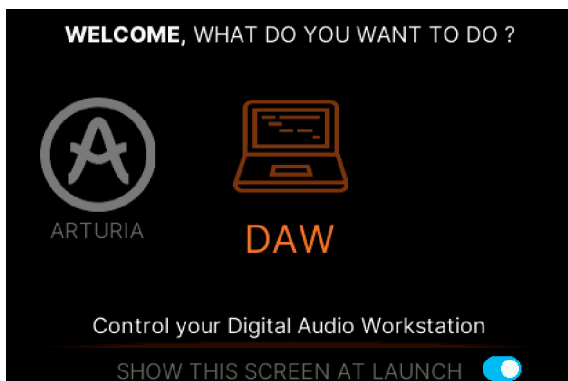 WELCOME, WHAT DO YOU WANT TO DO ?
ARTURIA
DAW
Control your Digital Audio Workstation
SHOW THIS SCREEN AT LAUNCH